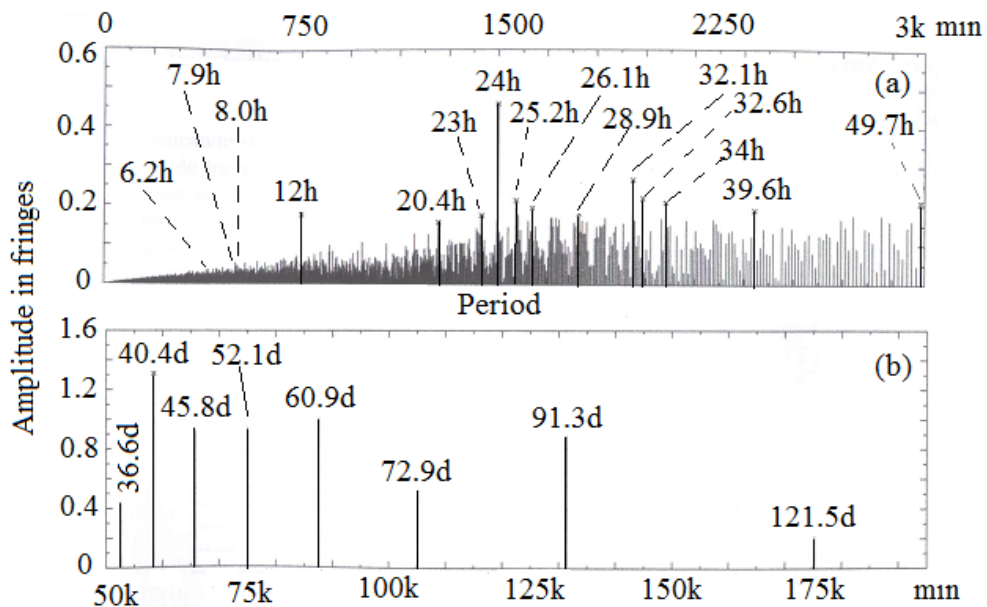 0 750 1500 2250 3k min
0.6
0.4
0.2
0
Amplitude in fringes
(a)
7.9h
8.0h
6.2h
12h
20.4h
23h
24h
25.2h
26.1h
28.9h
32.1h
32.6h
34h
39.6h
49.7h
Period
1.6
1.2
0.8
0.4
0
(b)
36.6d
40.4d
45.8d
52.1d
60.9d
72.9d
91.3d
121.5d
50k 75k 100k 125k 150k 175k min